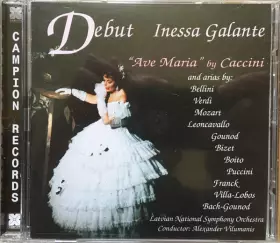 CAMPION RECORDS
Debut Inessa Galante
"Ave Maria" by Caccini
and arias by:
Bellini
Verdi
Mozart
Leoncavallo
Gounod
Bizet
Boito
Puccini
Franck
Villa-Lobos
Bach-Gounod
Latvian National Symphony Orchestra
Conductor: Alexander Vilumanis